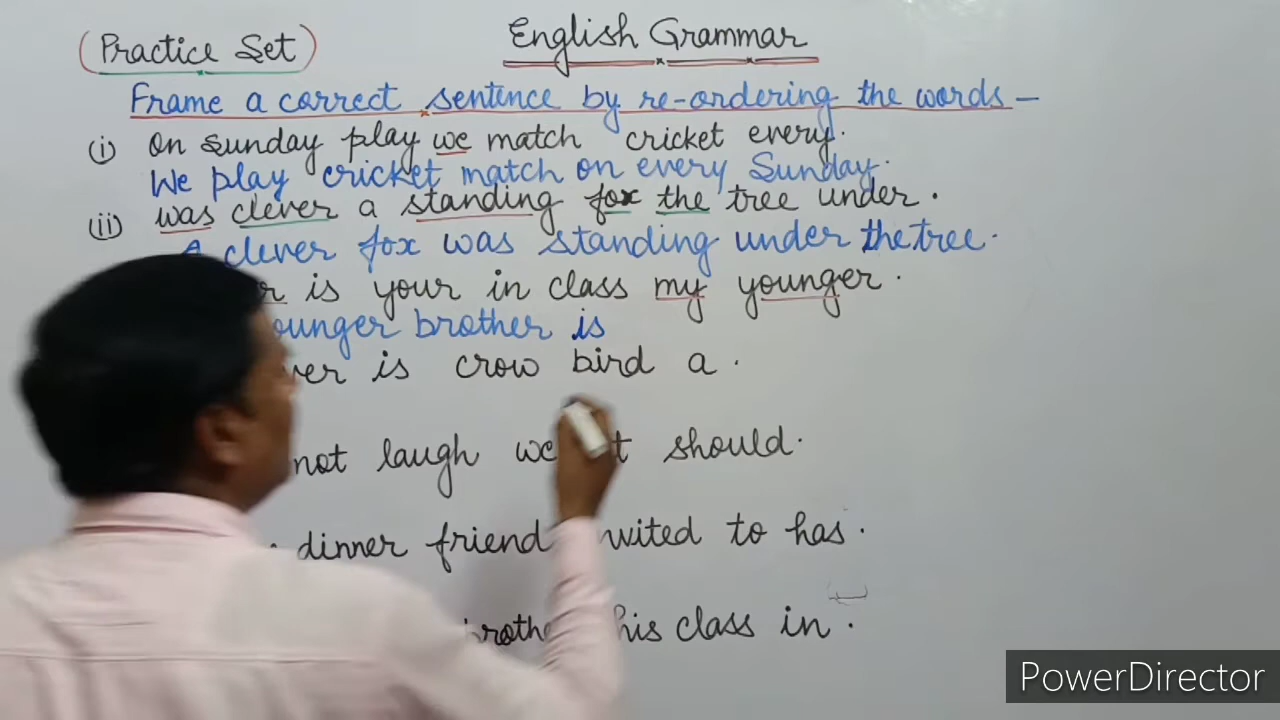 (Practice Set)
English Grammar
Frame a correct sentence by re-ordering the words —
(i) on sunday play we match cricket every.
We play cricket match on every Sunday.
(ii) was clever a standing fox the tree under.
A clever fox was standing under the tree.
is your in class my younger.
brother is
is crow bird a.
not laugh we should.
dinner friend to has.
his class in.
PowerDirector